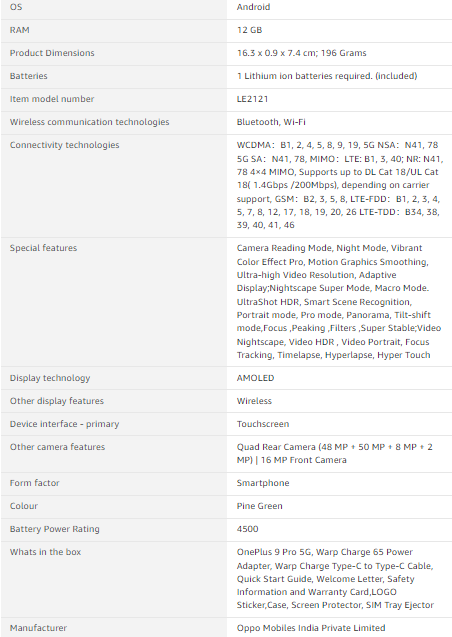 OS Android
RAM 12 GB
Product Dimensions 16.3 x 0.9 x 7.4 cm; 196 Grams
Batteries 1 Lithium ion batteries required. (included)
Item model number LE2121
Wireless communication technologies Bluetooth, Wi-Fi
Connectivity technologies WCDMA: B1, 2, 4, 5, 8, 9, 19, 5G NSA: N41, 78
5G SA: N41, 78, MIMO: LTE: B1, 3, 40; NR: N41,
78 4×4 MIMO, Supports up to DL Cat 18/UL Cat
18( 1.4Gbps /200Mbps), depending on carrier
support, GSM: B2, 3, 5, 8, LTE-FDD: B1, 2, 3, 4,
5, 7, 8, 12, 17, 18, 19, 20, 26 LTE-TDD: B34, 38,
39, 40, 41, 46
Special features Camera Reading Mode, Night Mode, Vibrant
Color Effect Pro, Motion Graphics Smoothing,
Ultra-high Video Resolution, Adaptive
Display;Nightscape Super Mode, Macro Mode.
UltraShot HDR, Smart Scene Recognition,
Portrait mode, Pro mode, Panorama, Tilt-shift
mode,Focus ,Peaking ,Filters ,Super Stable;Video
Nightscape, Video HDR , Video Portrait, Focus
Tracking, Timelapse, Hyperlapse, Hyper Touch
Display technology AMOLED
Other display features Wireless
Device interface - primary Touchscreen
Other camera features Quad Rear Camera (48 MP + 50 MP + 8 MP + 2
MP) | 16 MP Front Camera
Form factor Smartphone
Colour Pine Green
Battery Power Rating 4500
Whats in the box OnePlus 9 Pro 5G, Warp Charge 65 Power
Adapter, Warp Charge Type-C to Type-C Cable,
Quick Start Guide, Welcome Letter, Safety
Information and Warranty Card,LOGO
Sticker,Case, Screen Protector, SIM Tray Ejector
Manufacturer Oppo Mobiles India Private Limited